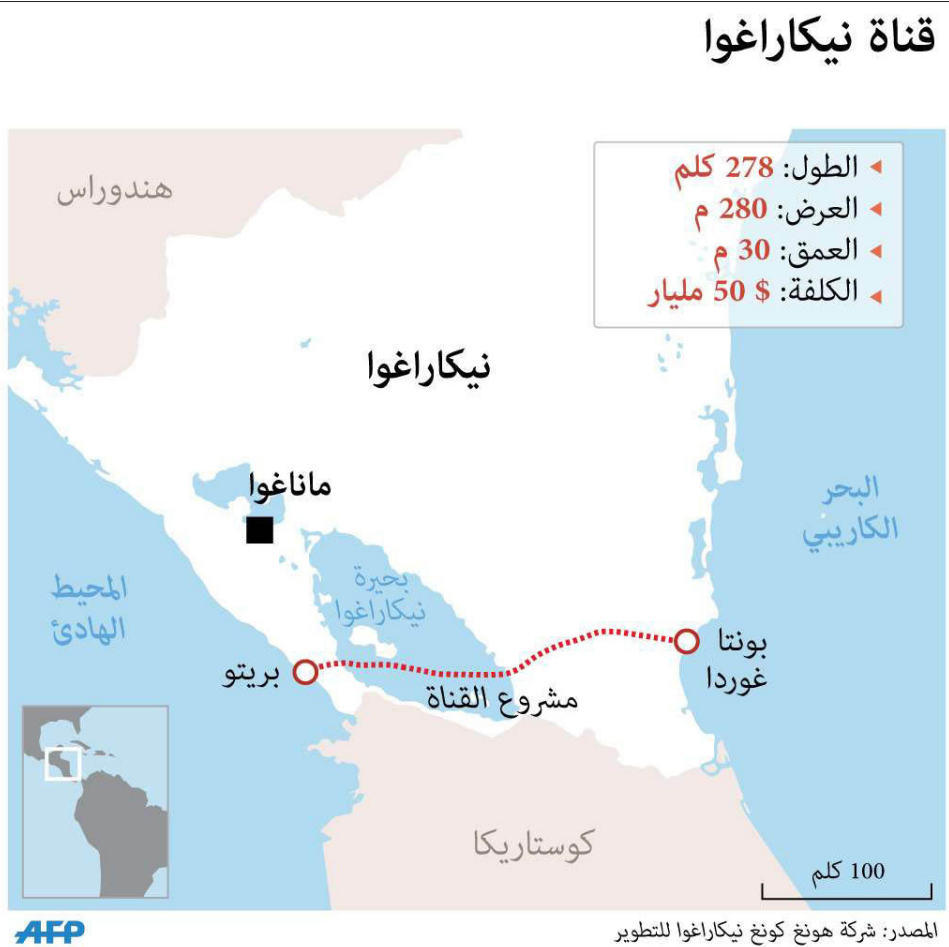 قناة نيكاراغوا
الطول: 278 كلم
العرض: 280 م
العمق: 30 م
الكلفة: $ 50 مليار
هندوراس
نيكاراغوا
ماناغوا
البحر
الكاريبي
بحيرة
نيكاراغوا
المحيط
الهادئ
بونتا
غوردا
بريتو
مشروع القناة
كوستاريكا
100 كلم
المصدر: شركة هونغ كونغ نيكاراغوا للتطوير
AFP